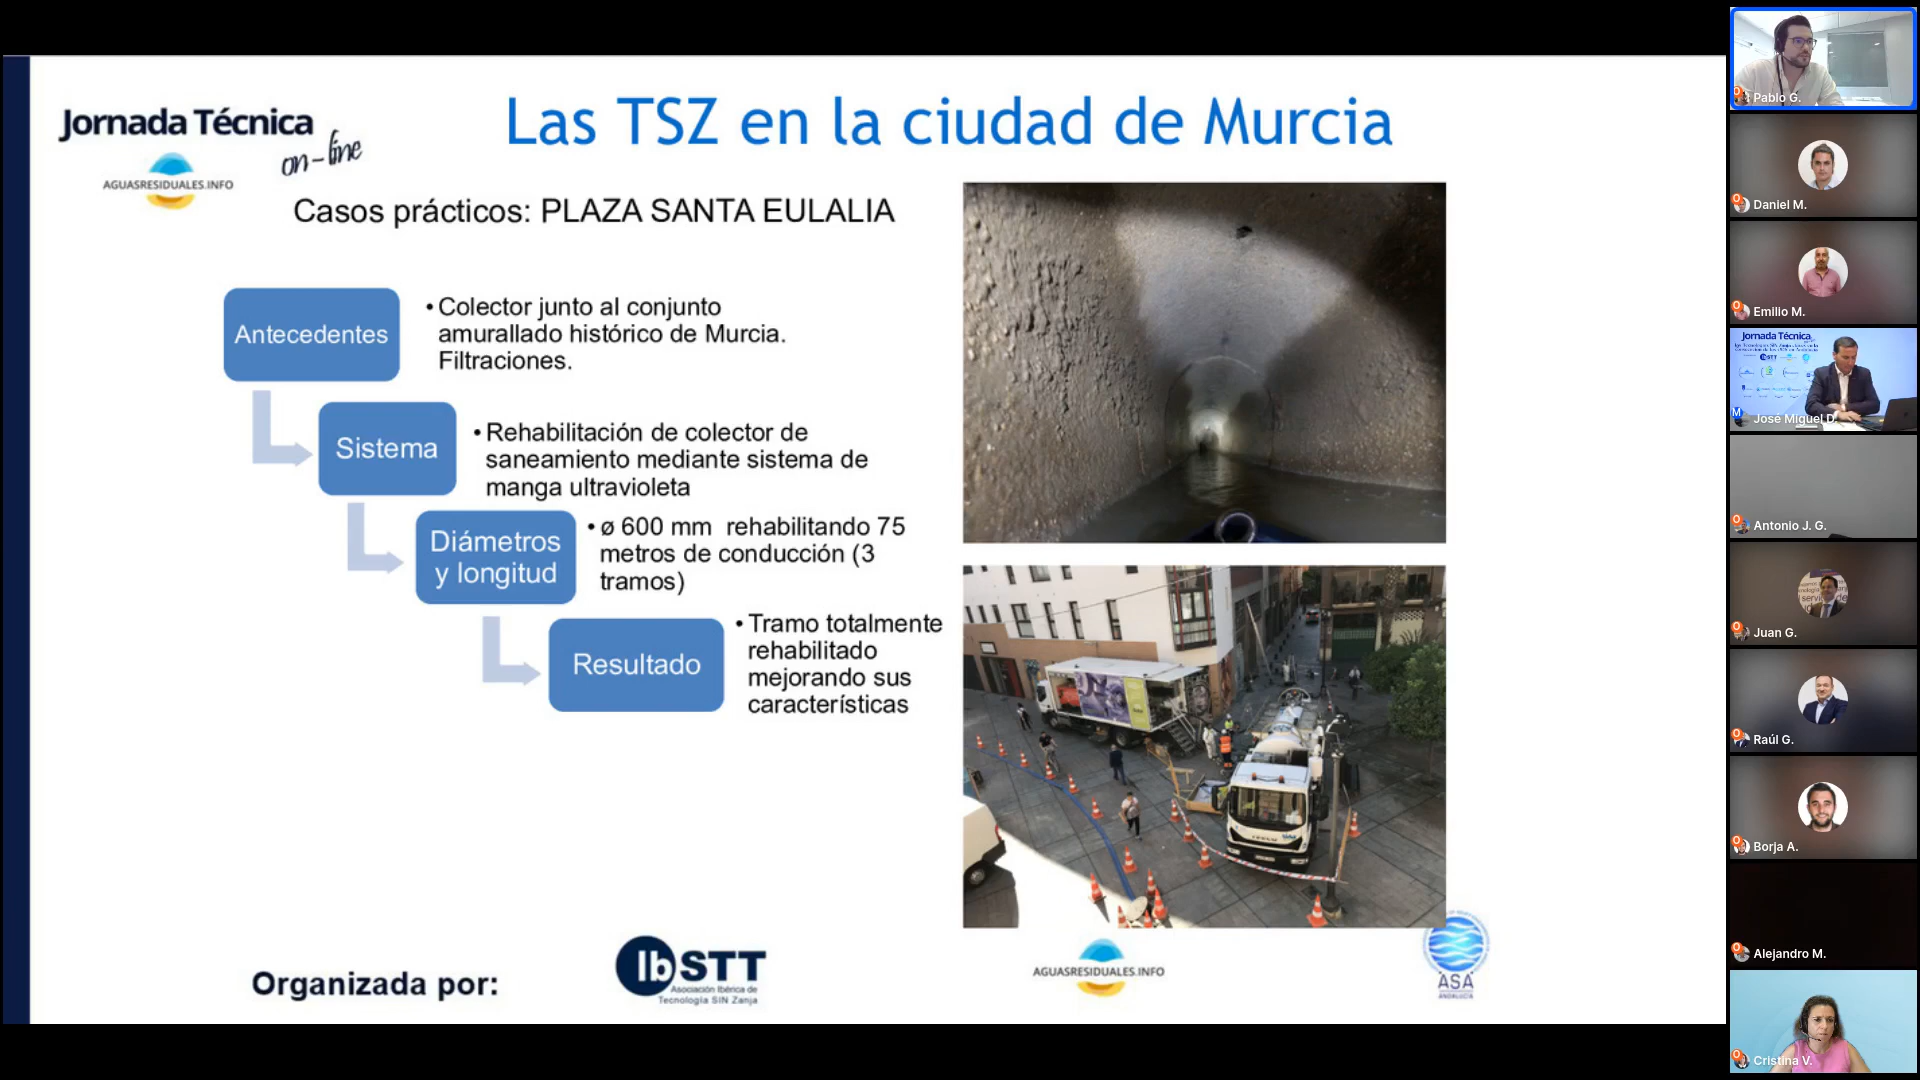 Jornada Técnica
on-line
AGUASRESIDUALES.INFO
Las TSZ en la ciudad de Murcia
Casos prácticos: PLAZA SANTA EULALIA
Antecedentes
• Colector junto al conjunto
amurallado histórico de Murcia.
Filtraciones.
Sistema
• Rehabilitación de colector de
saneamiento mediante sistema de
manga ultravioleta
Diámetros
y longitud
• ø 600 mm rehabilitando 75
metros de conducción (3
tramos)
Resultado
• Tramo totalmente
rehabilitado
mejorando sus
características
Organizada por:
IbSTT
Asociación Ibérica de
Tecnología SIN Zanja
AGUASRESIDUALES.INFO
ASA
ANDALUCÍA
Pablo G.
Daniel M.
Emilio M.
Jornada Técnica
José Miguel D.
Antonio J. G.
Juan G.
Raúl G.
Borja A.
Alejandro M.
Cristina V.